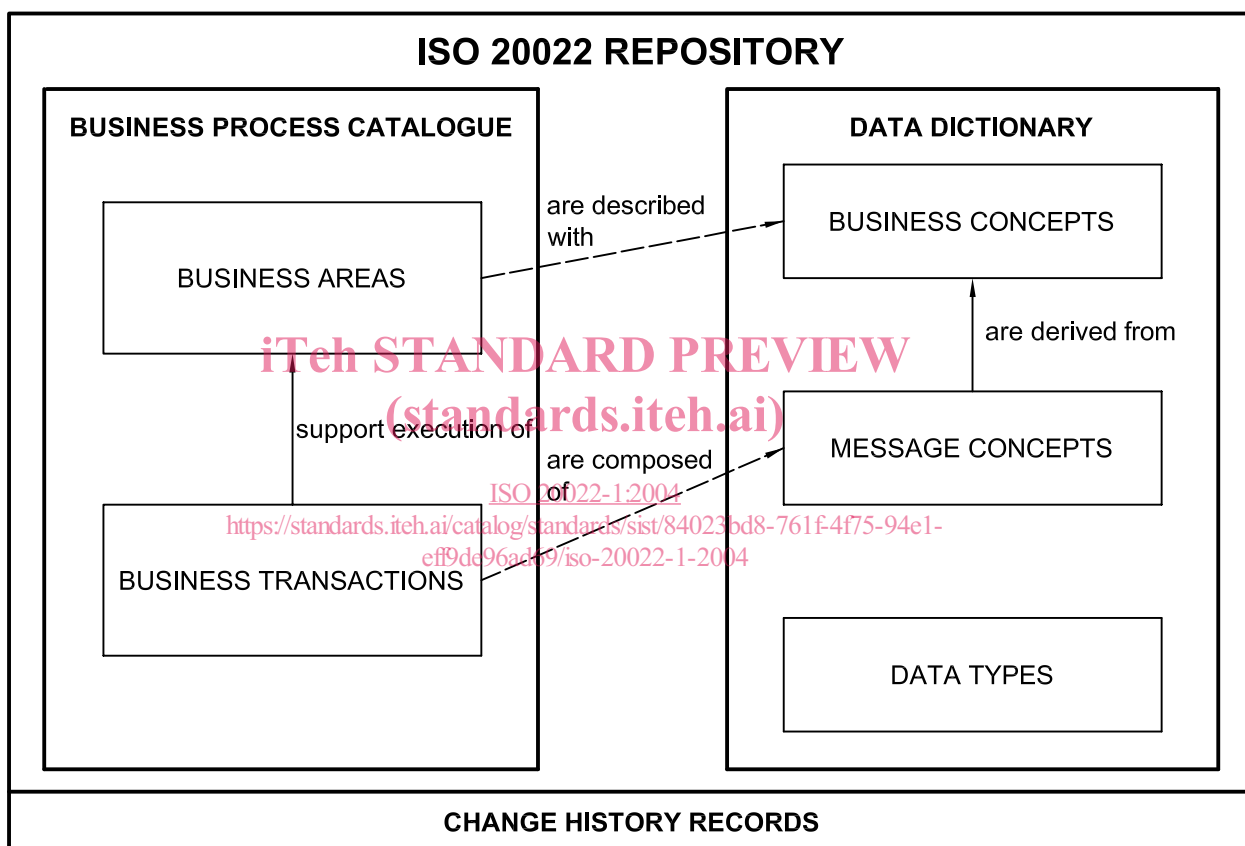 ISO 20022 REPOSITORY
BUSINESS PROCESS CATALOGUE
BUSINESS AREAS
support execution of
BUSINESS TRANSACTIONS
are described
with
are composed
of
DATA DICTIONARY
BUSINESS CONCEPTS
are derived from
MESSAGE CONCEPTS
DATA TYPES
iTeh STANDARD PREVIEW
(standards.iteh.ai)
ISO 20022-1:2004
https://standards.iteh.ai/catalog/standards/sist/84023bd8-761f-4f75-94e1-
eff9de96ad69/iso-20022-1-2004
CHANGE HISTORY RECORDS